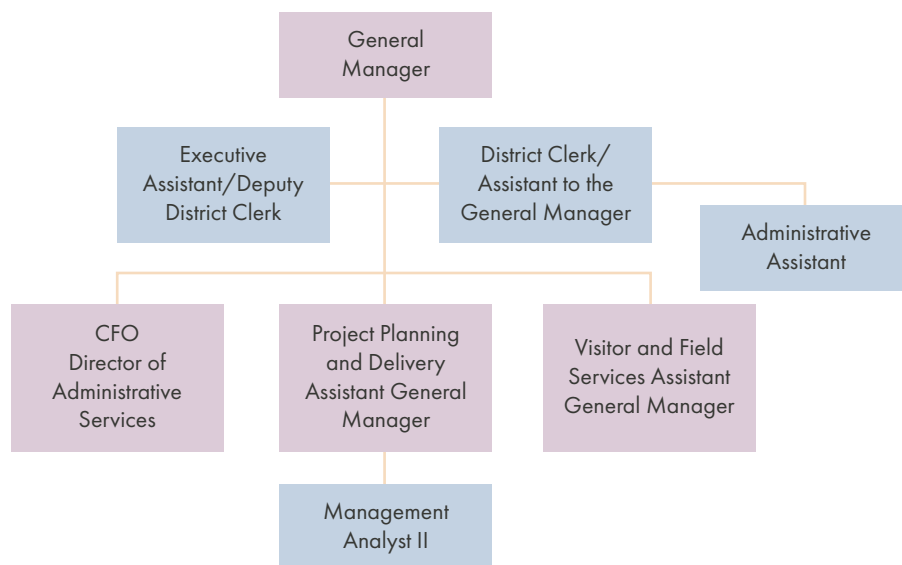 General
Manager
Executive
Assistant/Deputy
District Clerk
District Clerk/
Assistant to the
General Manager
Administrative
Assistant
CFO
Director of
Administrative
Services
Project Planning
and Delivery
Assistant General
Manager
Visitor and Field
Services Assistant
General Manager
Management
Analyst II